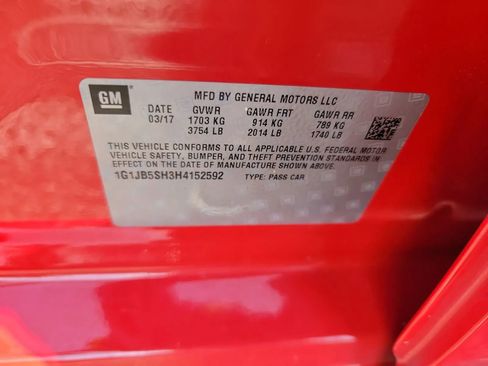 GM
MFD BY GENERAL MOTORS LLC
DATE GVWR GAWR FRT GAWR RR
03/17 1703 KG 914 KG 789 KG
3754 LB 2014 LB 1740 LB
THIS VEHICLE CONFORMS TO ALL APPLICABLE U.S. FEDERAL MOTOR
VEHICLE SAFETY, BUMPER, AND THEFT PREVENTION STANDARDS IN
EFFECT ON THE DATE OF MANUFACTURE SHOWN ABOVE.
1G1JB5SH3H4152592 TYPE: PASS CAR